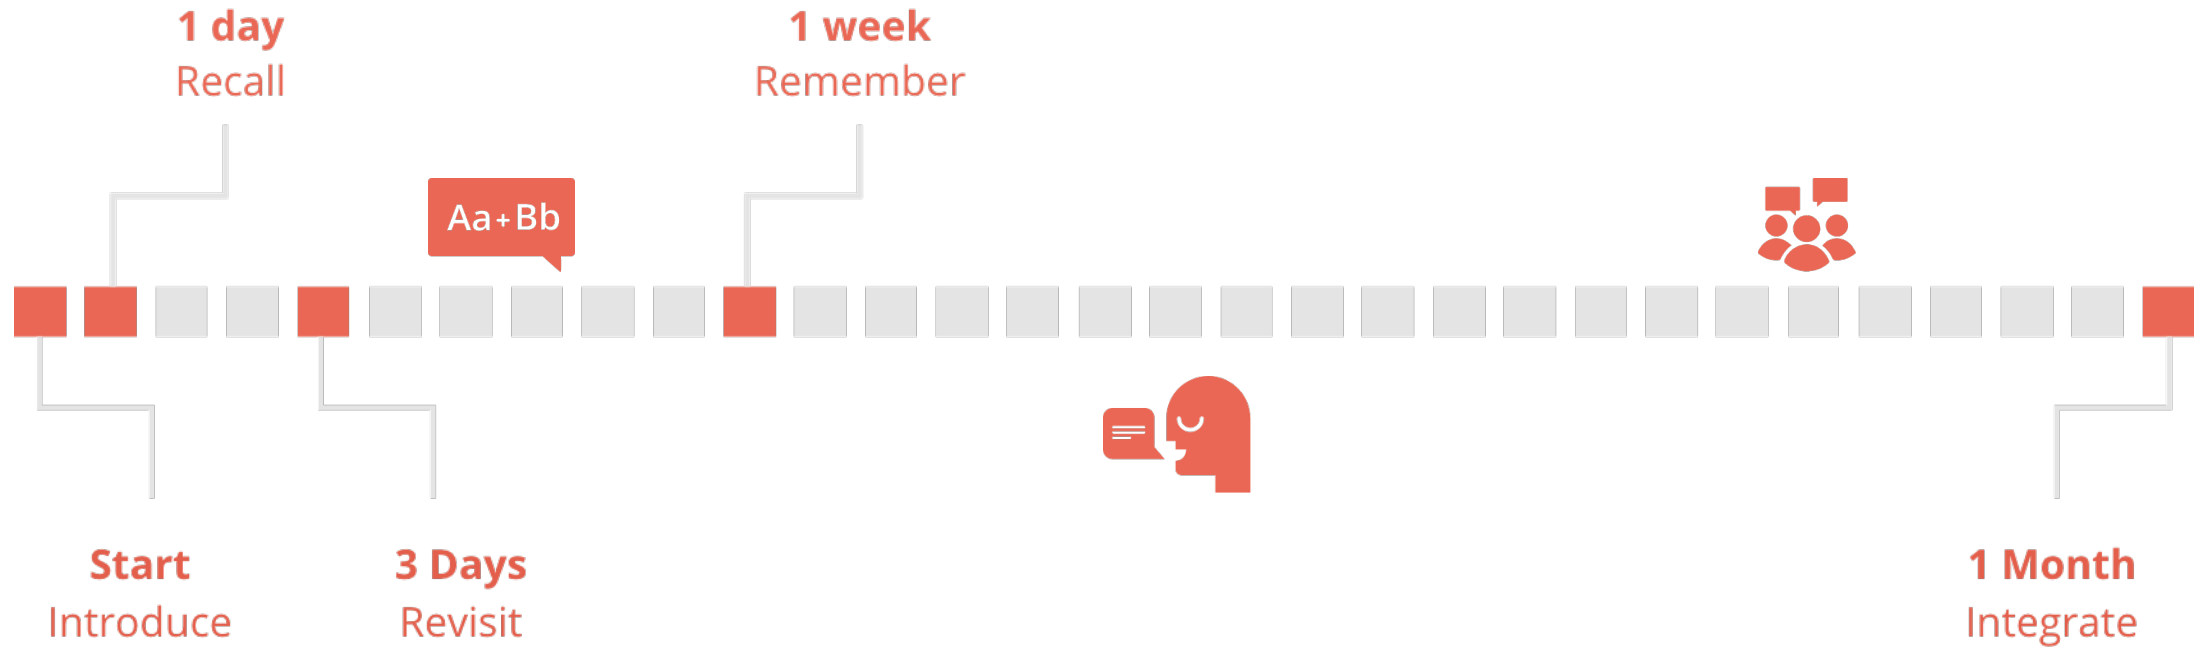 1 day
Recall
1 week
Remember
Aa+Bb
Start
Introduce
3 Days
Revisit
1 Month
Integrate